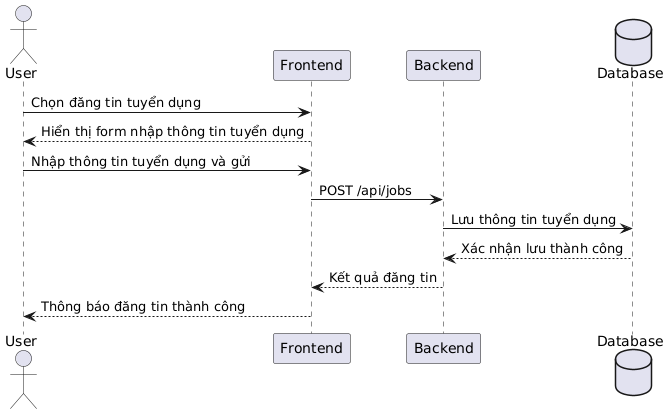 User
Frontend
Backend
Database
Chọn đăng tin tuyển dụng
Hiển thị form nhập thông tin tuyển dụng
Nhập thông tin tuyển dụng và gửi
POST /api/jobs
Lưu thông tin tuyển dụng
Xác nhận lưu thành công
Kết quả đăng tin
Thông báo đăng tin thành công
User
Frontend
Backend
Database